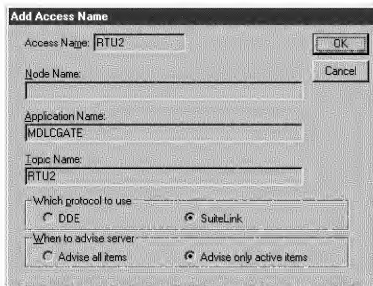 Add Access Name
Access Name: RTU2
OK
Cancel
Node Name:
Application Name:
MDLCGATE
Topic Name:
RTU2
Which protocol to use
DDE SuiteLink
When to advise server
Advise all items Advise only active items